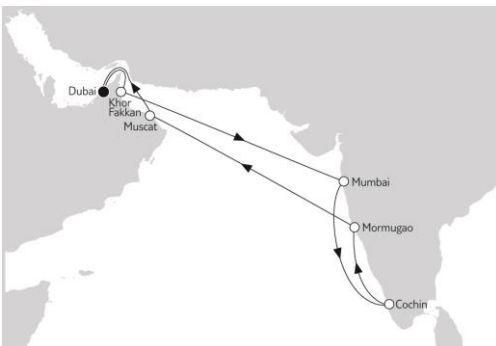 Dubai
Khor
Fakkan
Muscat
Mumbai
Mormugao
Cochin